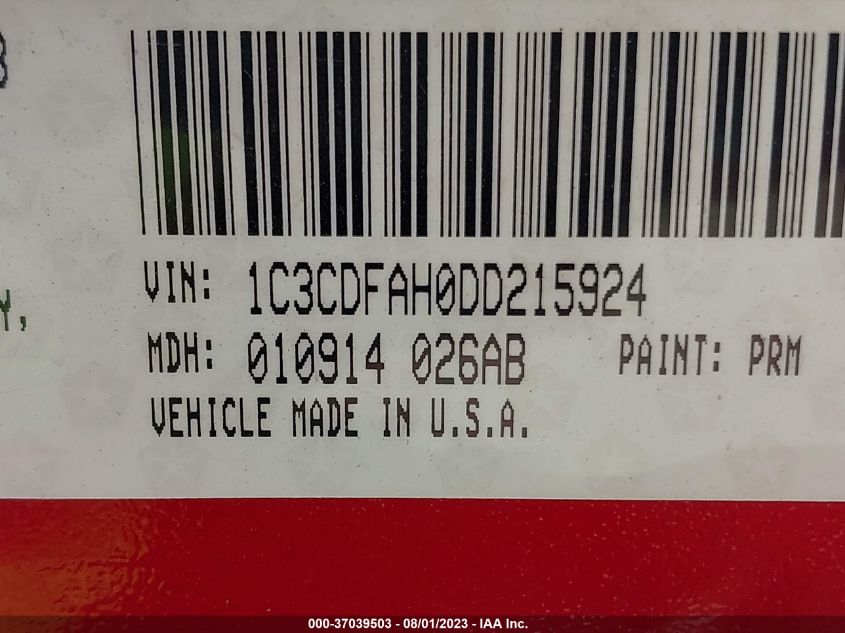 VIN: 1C3CDFAH0DD215924
MDH: 010914 026AB PAINT: PRM
VEHICLE MADE IN U.S.A.
000-37039503 - 08/01/2023 - IAA Inc.